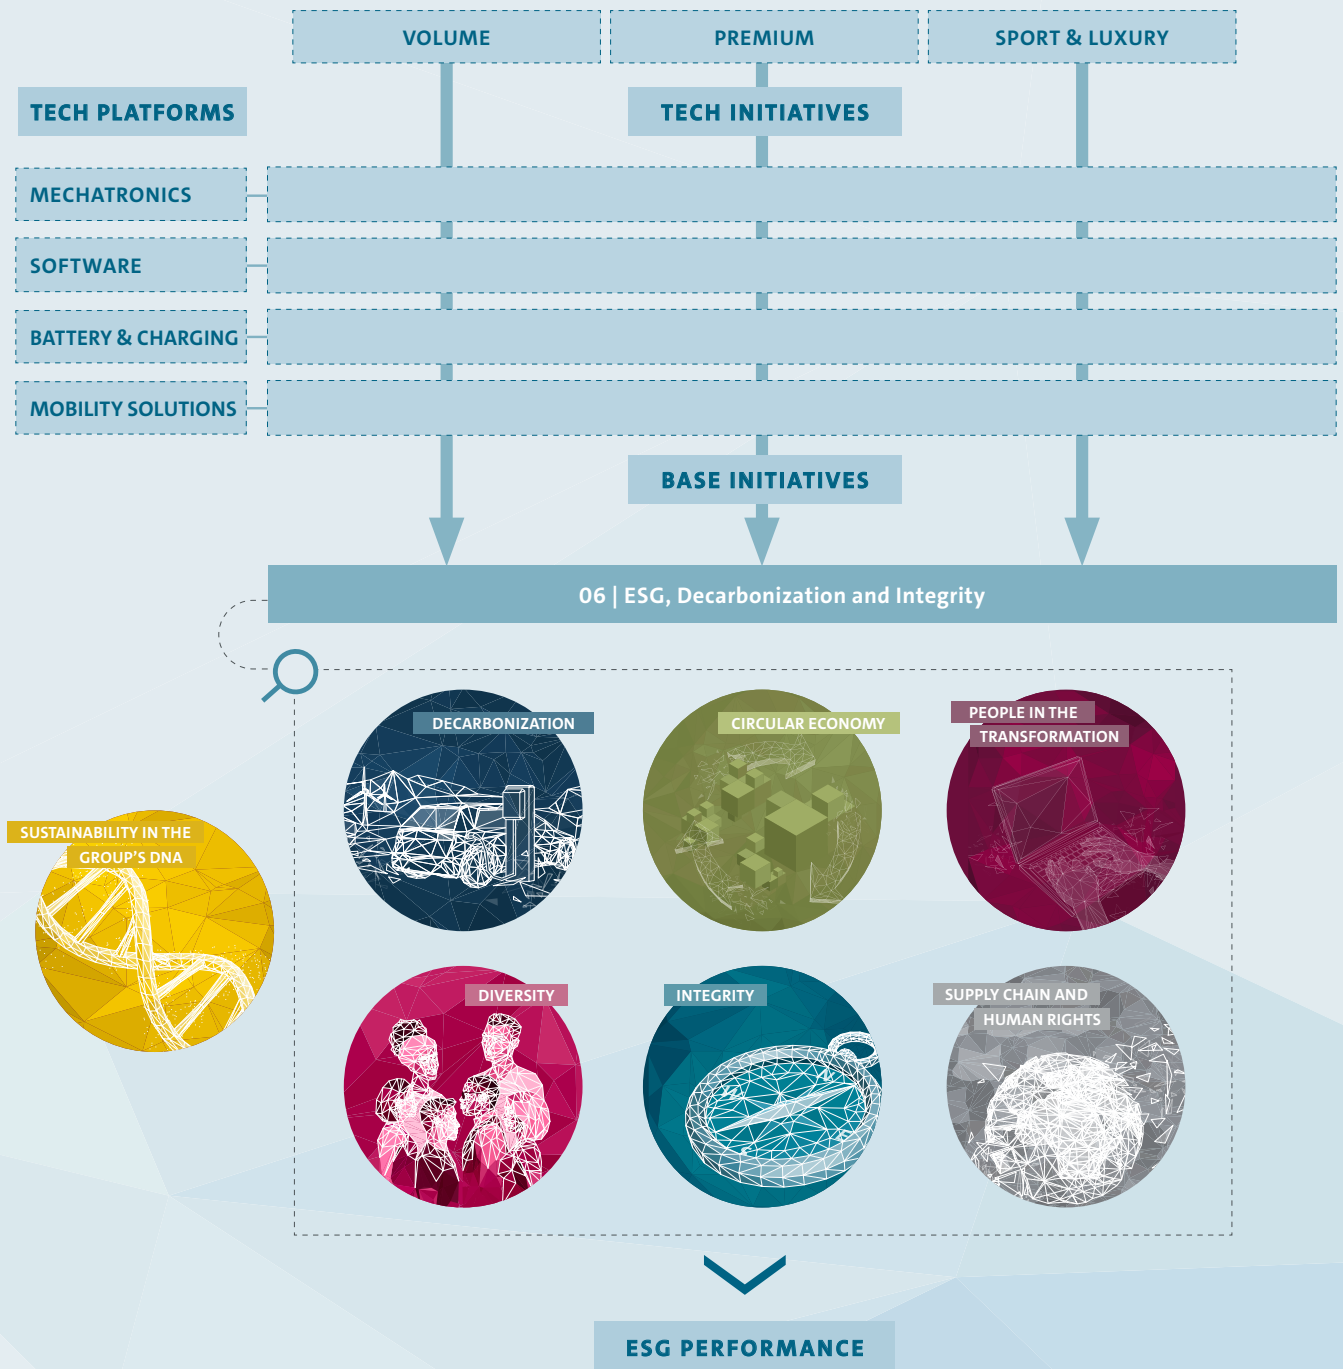 VOLUME
PREMIUM
SPORT & LUXURY
TECH PLATFORMS
TECH INITIATIVES
MECHATRONICS
SOFTWARE
BATTERY & CHARGING
MOBILITY SOLUTIONS
BASE INITIATIVES
06 | ESG, Decarbonization and Integrity
DECARBONIZATION
CIRCULAR ECONOMY
PEOPLE IN THE
TRANSFORMATION
SUSTAINABILITY IN THE
GROUP'S DNA
DIVERSITY
INTEGRITY
SUPPLY CHAIN AND
HUMAN RIGHTS
ESG PERFORMANCE